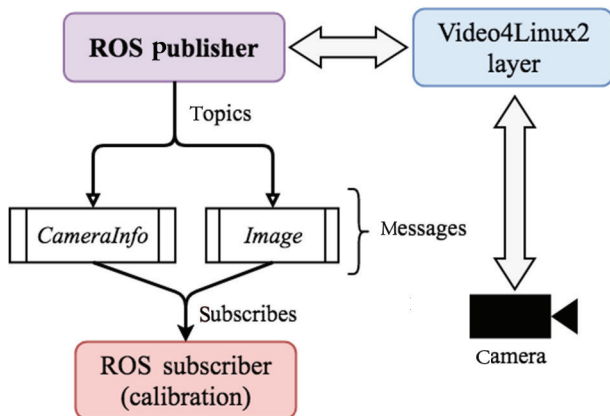 ROS publisher
Video4Linux2
layer
Topics
CameraInfo
Image
Messages
Subscribes
Camera
ROS subscriber
(calibration)